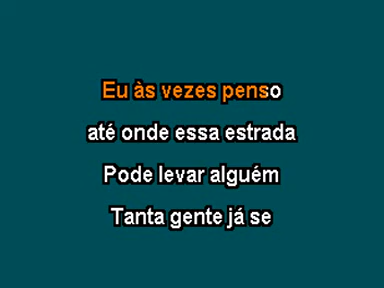 Eu às vezes penso
até onde essa estrada
Pode levar alguém
Tanta gente já se